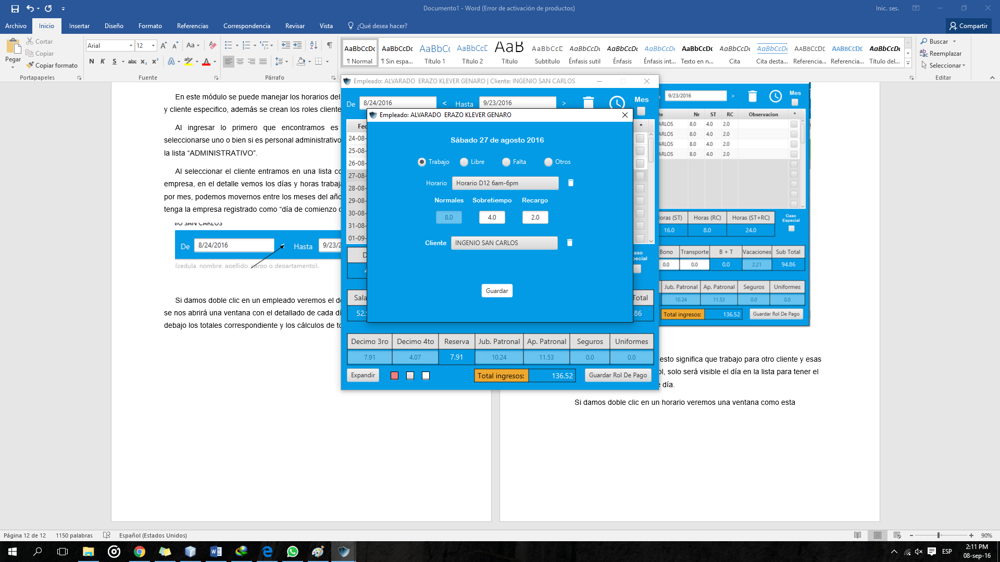 Documento1 - Word (Error de activación de productos)
Inic. ses.
Archivo Inicio Insertar Diseño Formato Referencias Correspondencia Revisar Vista ¿Qué desea hacer? Compartir
Pegar
Cortar
Copiar
Copiar formato
Portapapeles
Arial 12
Fuente
Párrafo
AaBbCcDc AaBbCcDc AaBbCc AaBbCcD AaB AaBbCcD AaBbCcDc AaBbCcDc AaBbCcDc AaBbCcDc AaBbCcDc AaBbCcDc AABBCCDE AABBCCDE AaBbCcDc
¶ Normal ¶ Sin espa... Título 1 Título 2 Título Subtítulo Énfasis sutil Énfasis Énfasis int... Texto en n... Cita Cita desta... Referencia... Referencia... Título del...
Buscar
Reemplazar
Seleccionar
Editar
En este módulo se puede manejar los horarios del
y cliente especifico, además se crean los roles cliente
Al ingresar lo primero que encontramos es
seleccionarse uno o bien si es personal administrativo
la lista “ADMINISTRATIVO”.
Al seleccionar el cliente entramos en una lista co
empresa, en el detalle vemos los días y horas trabaja
por mes, podemos movernos entre los meses del año
tenga la empresa registrado como “día de comienzo d
SAN CARLOS
De 8/24/2016 Hasta 9/23/2
(cedula, nombre, apellido, cargo o departamento).
Si damos doble clic en un empleado veremos el de
se nos abrirá una ventana con el detallado de cada dí
debajo los totales correspondiente y los cálculos de to
Empleado: ALVARADO ERAZO KLEVER GENARO | Cliente: INGENIO SAN CARLOS
De 8/24/2016 < Hasta 9/23/2016 > Mes
Fec *
24-08-
25-08-
26-08-
27-08-
28-08-
29-08-
30-08-
31-08-
01-09-
Sala Total
52. .86
Decimo 3ro Decimo 4to Reserva Jub. Patronal Ap. Patronal Seguros Uniformes
7.91 4.07 7.91 10.24 11.53 0.0 0.0
Expandir Total ingresos: 136.52 Guardar Rol De Pago
Empleado: ALVARADO ERAZO KLEVER GENARO
Sábado 27 de agosto 2016
Trabajo Libre Falta Otros
Horario Horario D12 6am-6pm
Normales Sobretiempo Recargo
8.0 4.0 2.0
Cliente INGENIO SAN CARLOS
Guardar
9/23/2016 > Mes
te Nr ST RC Observacion *
ARLOS 8.0 4.0 2.0
ARLOS 8.0 4.0 2.0
ARLOS 8.0 4.0 2.0
ARLOS 8.0 4.0 2.0
oras (ST) Horas (RC) Horas (ST+RC) Caso Especial
16.0 8.0 24.0
Bono Transporte B + T Vacaciones Sub Total
0.0 0.0 0.0 2.21 94.86
Jub. Patronal Ap. Patronal Seguros Uniformes
10.24 11.53 0.0 0.0
Total ingresos: 136.52 Guardar Rol De Pago
esto significa que trabajo para otro cliente y esas
ol, solo será visible el día en la lista para tener el
e día.
Si damos doble clic en un horario veremos una ventana como esta
Página 12 de 12 1150 palabras Español (Estados Unidos) 90%
ESP
2:11 PM
08-sep-16